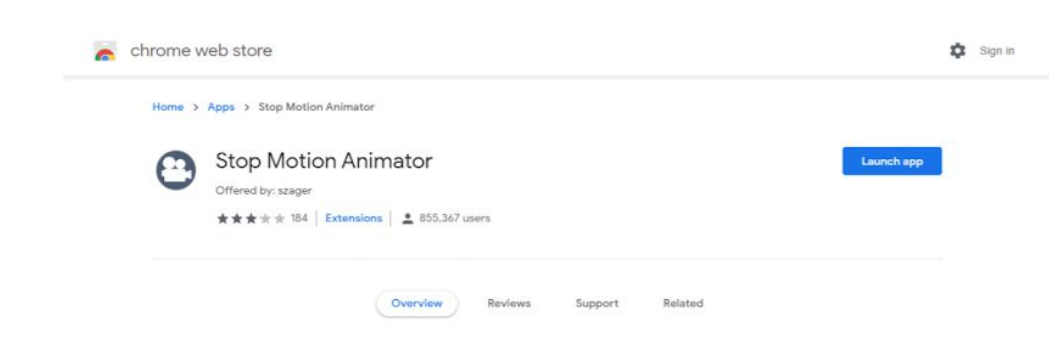 chrome web store
Sign in
Home > Apps > Stop Motion Animator
Stop Motion Animator
Launch app
Offered by: szager
184 | Extensions | 855,367 users
Overview Reviews Support Related